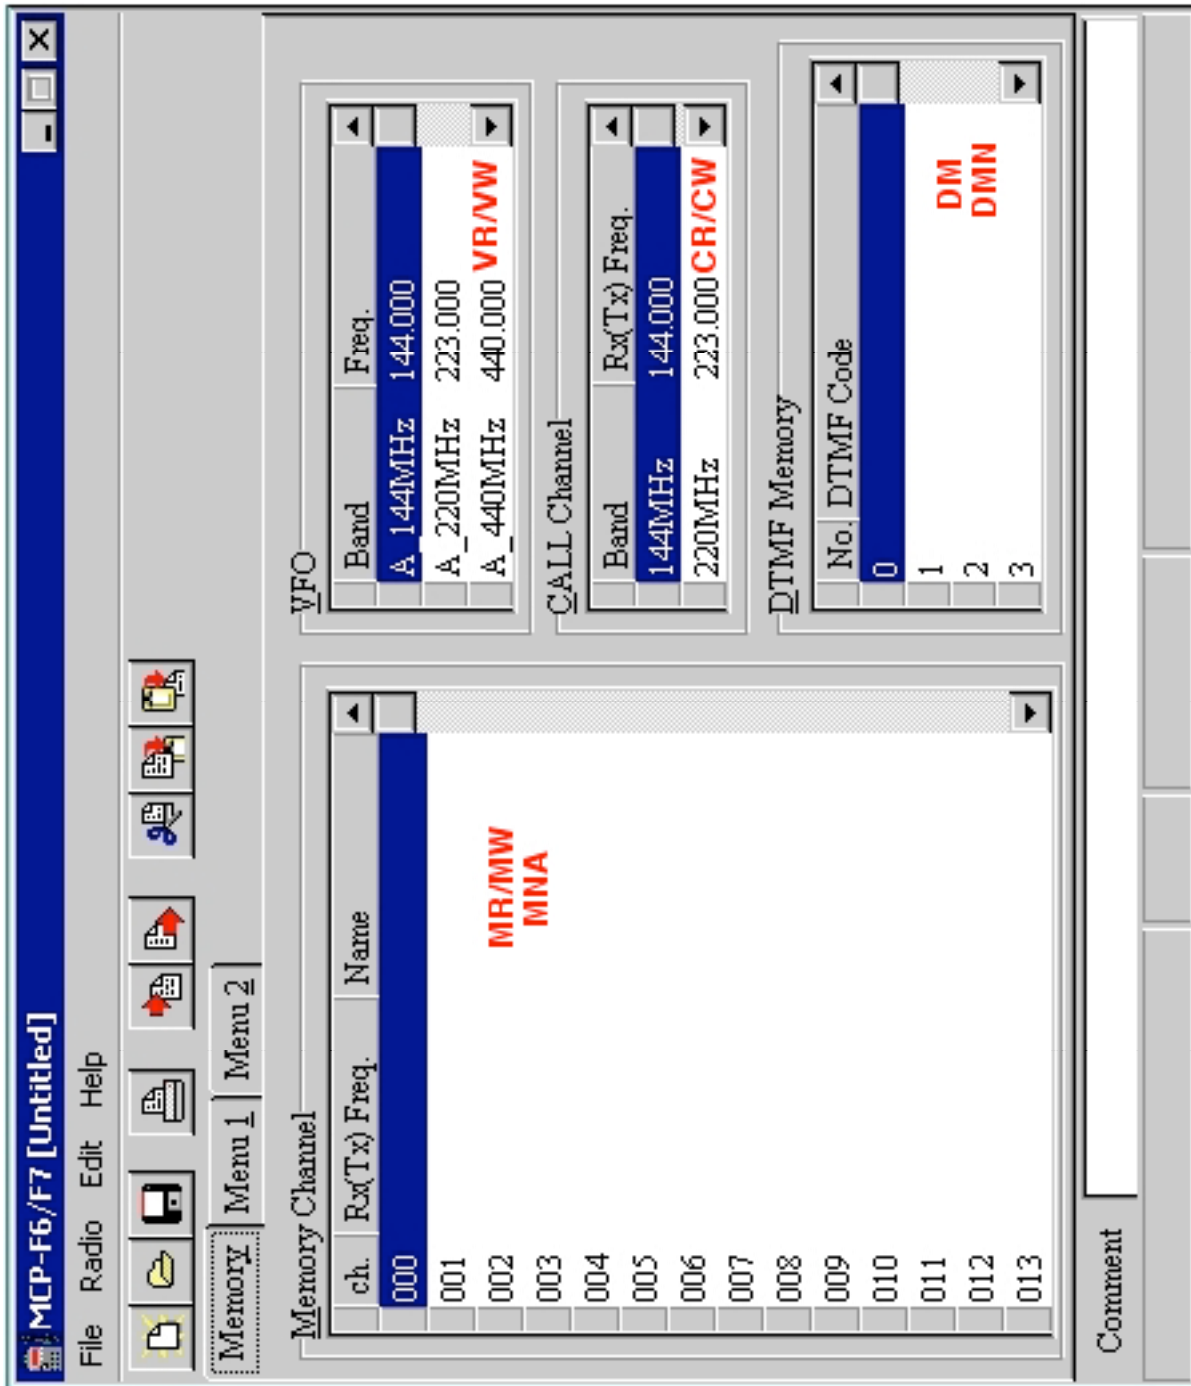 MCP-F6/F7 [Untitled]
File Radio Edit Help
Memory Menu 1 Menu 2
Memory Channel
ch. Rx(Tx) Freq. Name
000
001
002 MR/MW
003 MNA
004
005
006
007
008
009
010
011
012
013
VFO
Band Freq.
A_144MHz 144.000
A_220MHz 223.000
A_440MHz 440.000 VR/VW
CALL Channel
Band Rx(Tx) Freq.
144MHz 144.000
220MHz 223.000 CR/CW
DTMF Memory
No. DTMF Code
0
1 DM
2 DMN
3
Comment